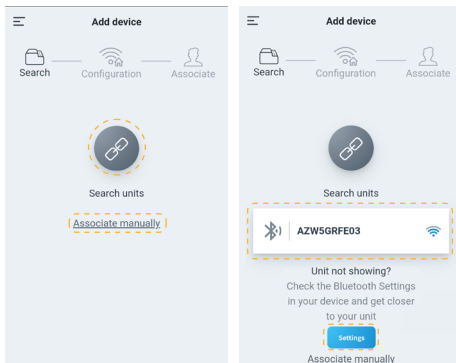 Add device
Search
Configuration
Associate
Search units
Associate manually
Add device
Search
Configuration
Associate
Search units
AZW5GRFE03
Unit not showing?
Check the Bluetooth Settings
in your device and get closer
to your unit
Settings
Associate manually